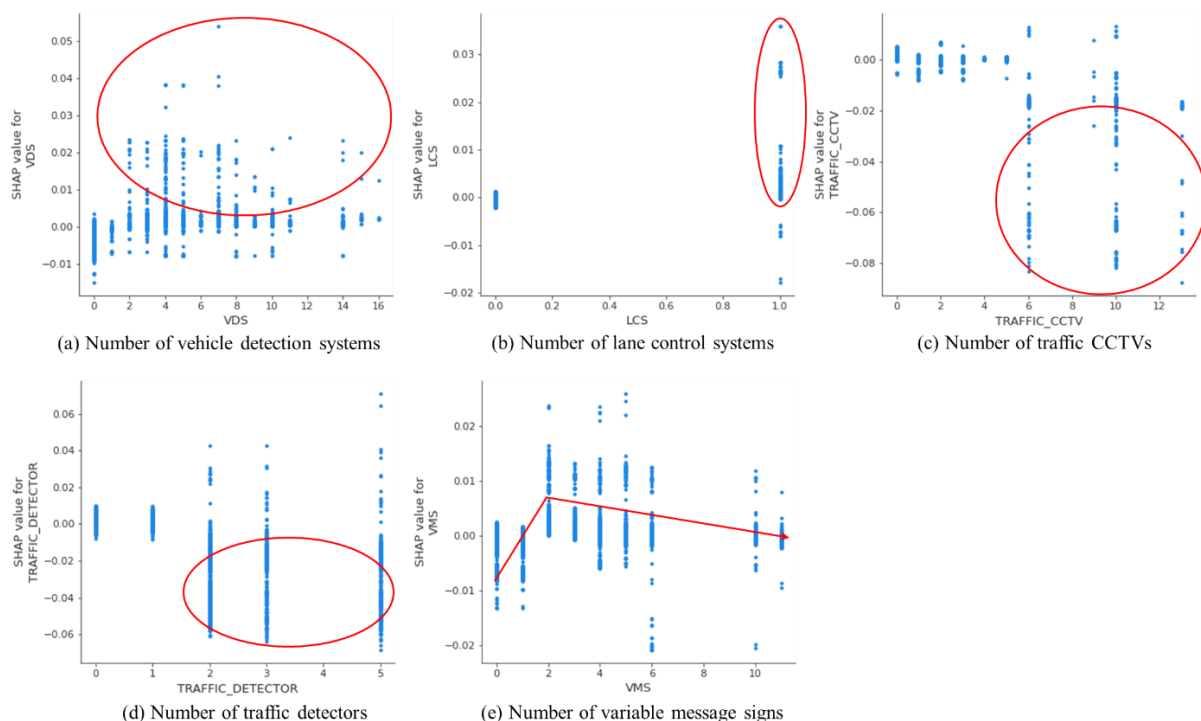 0.05
0.04
0.03
0.02
0.01
0.00
−0.01
SHAP value for
VDS
0 2 4 6 8 10 12 14 16
VDS
(a) Number of vehicle detection systems
0.03
0.02
0.01
0.00
−0.01
−0.02
SHAP value for
LCS
0.0 0.2 0.4 0.6 0.8 1.0
LCS
(b) Number of lane control systems
0.00
−0.02
−0.04
−0.06
−0.08
SHAP value for
TRAFFIC_CCTV
0 2 4 6 8 10 12
TRAFFIC_CCTV
(c) Number of traffic CCTVs
0.06
0.04
0.02
0.00
−0.02
−0.04
−0.06
SHAP value for
TRAFFIC_DETECTOR
0 1 2 3 4 5
TRAFFIC_DETECTOR
(d) Number of traffic detectors
0.02
0.01
0.00
−0.01
−0.02
SHAP value for
VMS
0 2 4 6 8 10
VMS
(e) Number of variable message signs